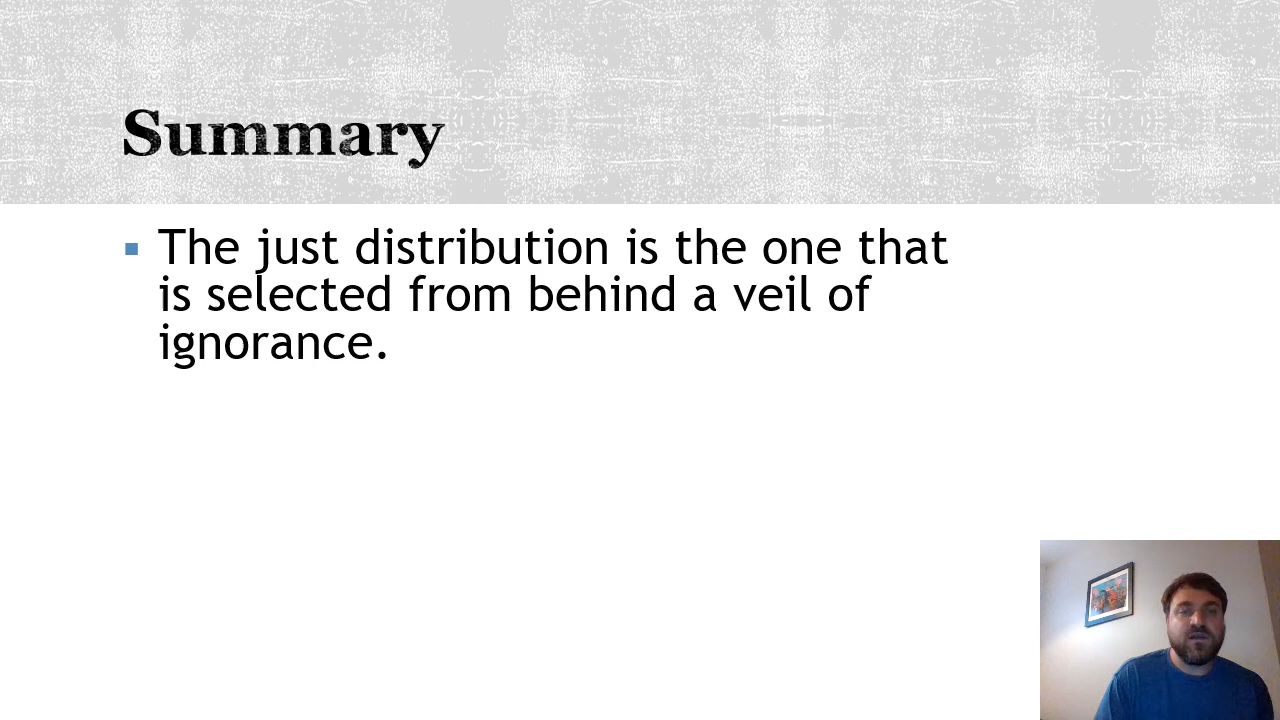 Summary
The just distribution is the one that
is selected from behind a veil of
ignorance.